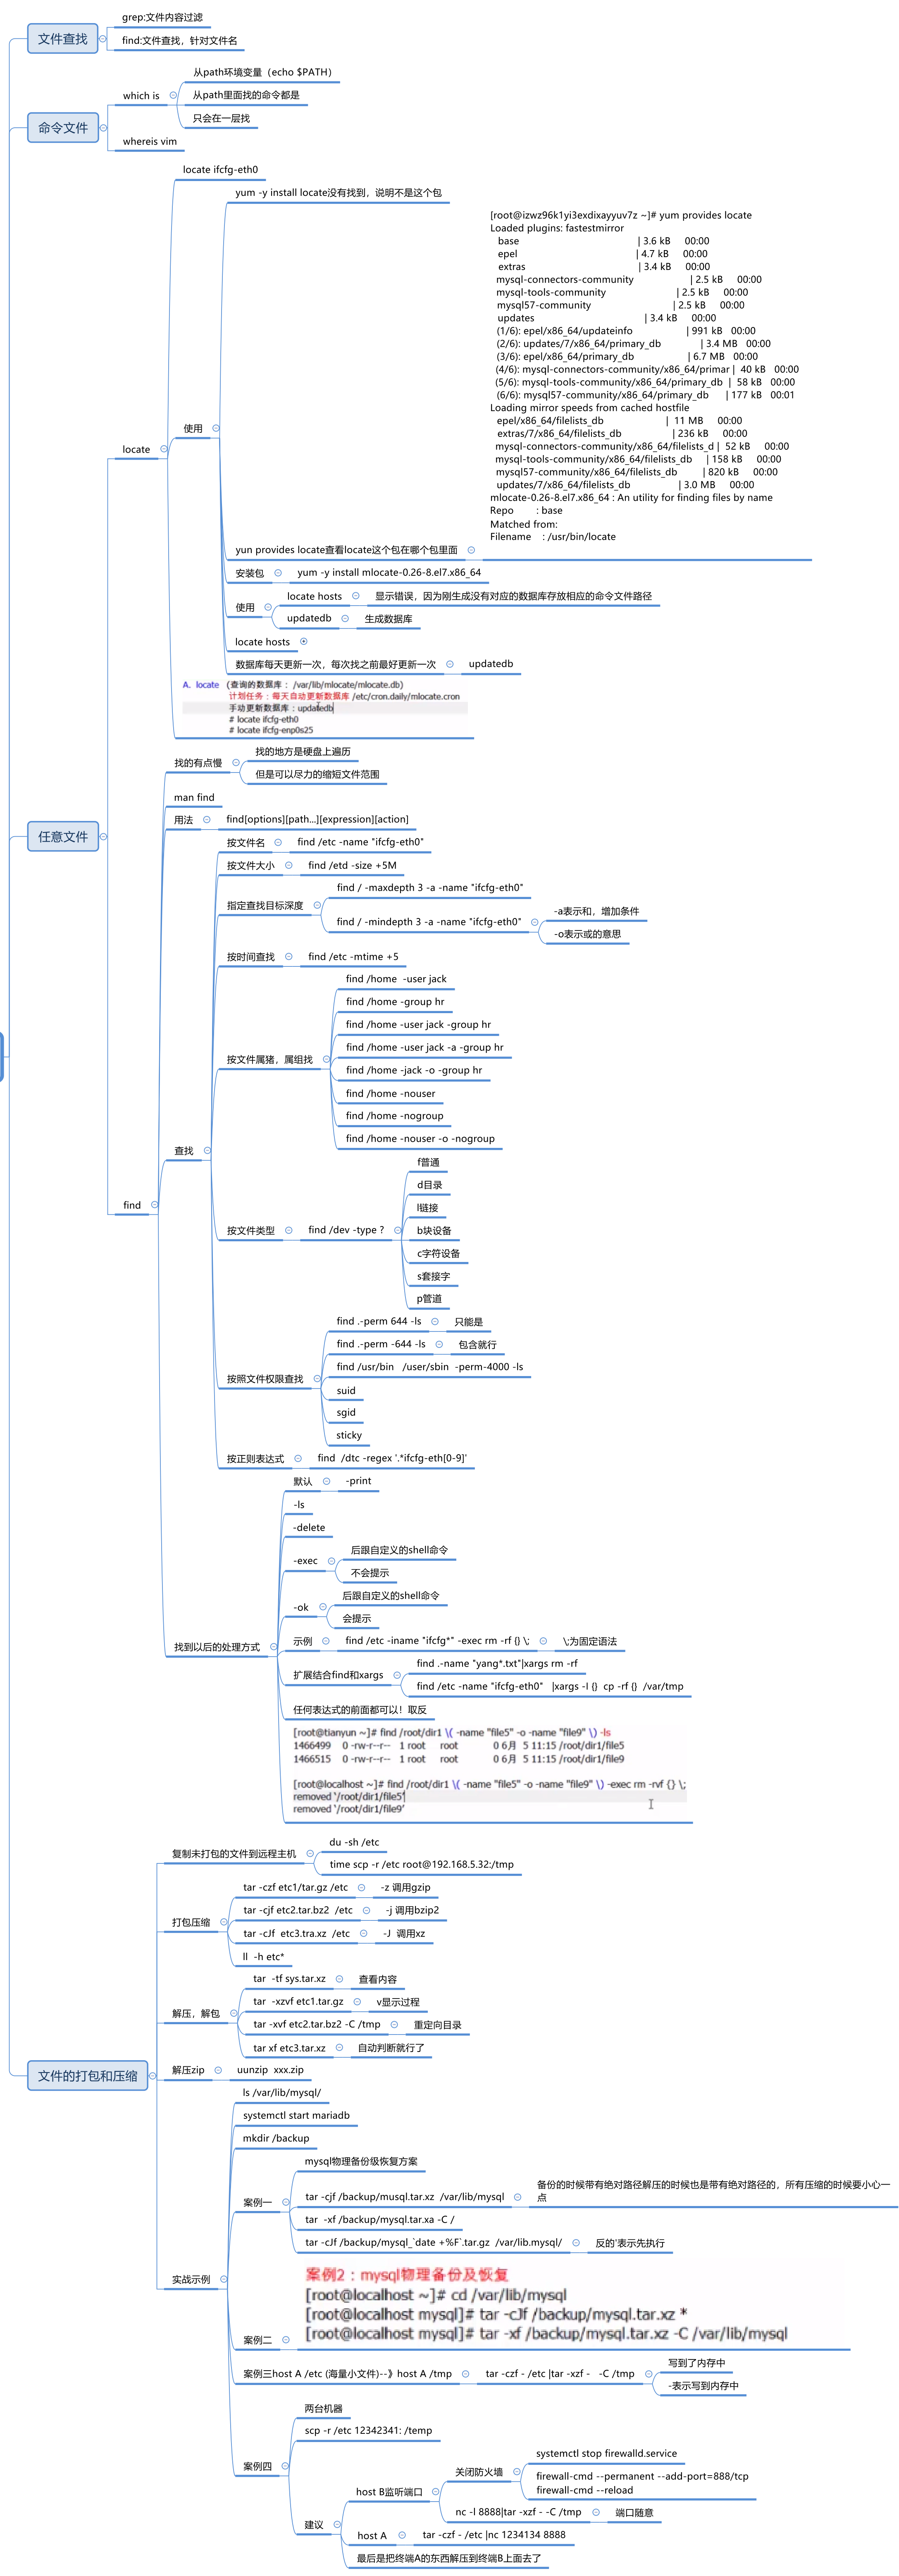 文件查找
grep:文件内容过滤
find:文件查找，针对文件名
命令文件
which is
从path环境变量（echo $PATH）
从path里面找的命令都是
只会在一层找
whereis vim
任意文件
locate
locate ifcfg-eth0
使用
yum -y install locate没有找到，说明不是这个包
yun provides locate查看locate这个包在哪个包里面
[root@izwz96k1yi3exdixayyuv7z ~]# yum provides locate
Loaded plugins: fastestmirror
base | 3.6 kB 00:00
epel | 4.7 kB 00:00
extras | 3.4 kB 00:00
mysql-connectors-community | 2.5 kB 00:00
mysql-tools-community | 2.5 kB 00:00
mysql57-community | 2.5 kB 00:00
updates | 3.4 kB 00:00
(1/6): epel/x86_64/updateinfo | 991 kB 00:00
(2/6): updates/7/x86_64/primary_db | 3.4 MB 00:00
(3/6): epel/x86_64/primary_db | 6.7 MB 00:00
(4/6): mysql-connectors-community/x86_64/primar | 40 kB 00:00
(5/6): mysql-tools-community/x86_64/primary_db | 58 kB 00:00
(6/6): mysql57-community/x86_64/primary_db | 177 kB 00:01
Loading mirror speeds from cached hostfile
epel/x86_64/filelists_db | 11 MB 00:00
extras/7/x86_64/filelists_db | 236 kB 00:00
mysql-connectors-community/x86_64/filelists_d | 52 kB 00:00
mysql-tools-community/x86_64/filelists_db | 158 kB 00:00
mysql57-community/x86_64/filelists_db | 820 kB 00:00
updates/7/x86_64/filelists_db | 3.0 MB 00:00
mlocate-0.26-8.el7.x86_64 : An utility for finding files by name
Repo : base
Matched from:
Filename : /usr/bin/locate
安装包
yum -y install mlocate-0.26-8.el7.x86_64
使用
locate hosts
显示错误，因为刚生成没有对应的数据库存放相应的命令文件路径
updatedb
生成数据库
locate hosts
数据库每天更新一次，每次找之前最好更新一次
updatedb
A. locate （查询的数据库：/var/lib/mlocate/mlocate.db)
计划任务：每天自动更新数据库 /etc/cron.daily/mlocate.cron
手动更新数据库：updatedb
# locate ifcfg-eth0
# locate ifcfg-enp0s25
find
找的有点慢
找的地方是硬盘上遍历
但是可以尽力的缩短文件范围
man find
用法
find[options][path...][expression][action]
查找
按文件名
find /etc -name "ifcfg-eth0"
按文件大小
find /etd -size +5M
指定查找目标深度
find / -maxdepth 3 -a -name "ifcfg-eth0"
find / -mindepth 3 -a -name "ifcfg-eth0"
-a表示和，增加条件
-o表示或的意思
按时间查找
find /etc -mtime +5
按文件属猪，属组找
find /home -user jack
find /home -group hr
find /home -user jack -group hr
find /home -user jack -a -group hr
find /home -jack -o -group hr
find /home -nouser
find /home -nogroup
find /home -nouser -o -nogroup
按文件类型
find /dev -type ?
f普通
d目录
l链接
b块设备
c字符设备
s套接字
p管道
按照文件权限查找
find .-perm 644 -ls
只能是
find .-perm -644 -ls
包含就行
find /usr/bin /user/sbin -perm-4000 -ls
suid
sgid
sticky
按正则表达式
find /dtc -regex '.*ifcfg-eth[0-9]'
找到以后的处理方式
默认
-print
-ls
-delete
-exec
后跟自定义的shell命令
不会提示
-ok
后跟自定义的shell命令
会提示
示例
find /etc -iname "ifcfg*" -exec rm -rf {} \;
\;为固定语法
扩展结合find和xargs
find .-name "yang*.txt"|xargs rm -rf
find /etc -name "ifcfg-eth0" |xargs -I {} cp -rf {} /var/tmp
任何表达式的前面都可以！取反
[root@tianyun ~]# find /root/dir1 \( -name "file5" -o -name "file9" \) -ls
1466499 0 -rw-r--r-- 1 root root 0 6月 5 11:15 /root/dir1/file5
1466515 0 -rw-r--r-- 1 root root 0 6月 5 11:15 /root/dir1/file9
[root@localhost ~]# find /root/dir1 \( -name "file5" -o -name "file9" \) -exec rm -rvf {} \;
removed '/root/dir1/file5'
removed '/root/dir1/file9'
文件的打包和压缩
复制未打包的文件到远程主机
du -sh /etc
time scp -r /etc root@192.168.5.32:/tmp
打包压缩
tar -czf etc1/tar.gz /etc
-z 调用gzip
tar -cjf etc2.tar.bz2 /etc
-j 调用bzip2
tar -cJf etc3.tra.xz /etc
-J 调用xz
ll -h etc*
解压，解包
tar -tf sys.tar.xz
查看内容
tar -xzvf etc1.tar.gz
v显示过程
tar -xvf etc2.tar.bz2 -C /tmp
重定向目录
tar xf etc3.tar.xz
自动判断就行了
解压zip
uunzip xxx.zip
实战示例
ls /var/lib/mysql/
systemctl start mariadb
mkdir /backup
案例一
mysql物理备份级恢复方案
tar -cjf /backup/musql.tar.xz /var/lib/mysql
备份的时候带有绝对路径解压的时候也是带有绝对路径的，所有压缩的时候要小心一
点
tar -xf /backup/mysql.tar.xa -C /
tar -cJf /backup/mysql_`date +%F`.tar.gz /var/lib.mysql/
反的'表示先执行
案例二
案例2：mysql物理备份及恢复
[root@localhost ~]# cd /var/lib/mysql
[root@localhost mysql]# tar -cJf /backup/mysql.tar.xz *
[root@localhost mysql]# tar -xf /backup/mysql.tar.xz -C /var/lib/mysql
案例三host A /etc (海量小文件)--》host A /tmp
tar -czf - /etc |tar -xzf - -C /tmp
写到了内存中
-表示写到内存中
案例四
两台机器
scp -r /etc 12342341: /temp
建议
host B监听端口
关闭防火墙
systemctl stop firewalld.service
firewall-cmd --permanent --add-port=888/tcp
firewall-cmd --reload
nc -l 8888|tar -xzf - -C /tmp
端口随意
host A
tar -czf - /etc |nc 1234134 8888
最后是把终端A的东西解压到终端B上面去了